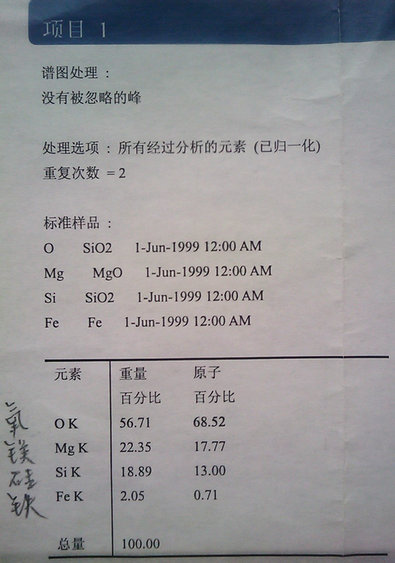 项目 1
谱图处理 :
没有被忽略的峰
处理选项 : 所有经过分析的元素 (已归一化)
重复次数 = 2
标准样品 :
O SiO2 1-Jun-1999 12:00 AM
Mg MgO 1-Jun-1999 12:00 AM
Si SiO2 1-Jun-1999 12:00 AM
Fe Fe 1-Jun-1999 12:00 AM
元素 重量 原子
百分比 百分比
氧 O K 56.71 68.52
镁 Mg K 22.35 17.77
硅 Si K 18.89 13.00
铁 Fe K 2.05 0.71
总量 100.00